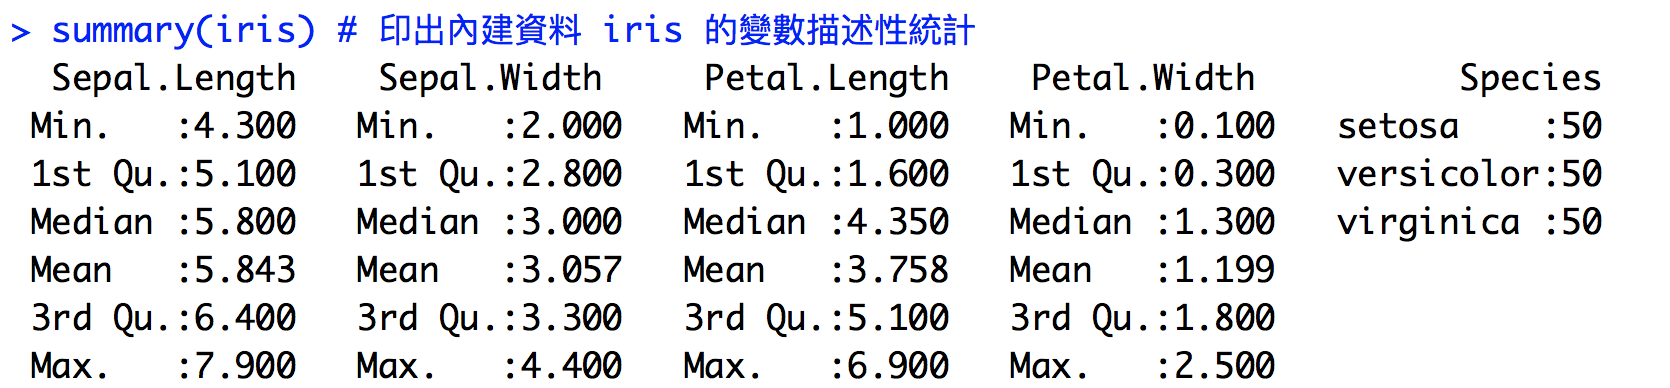 > summary(iris) # 印出內建資料 iris 的變數描述性統計
  Sepal.Length    Sepal.Width     Petal.Length    Petal.Width          Species
 Min.   :4.300   Min.   :2.000   Min.   :1.000   Min.   :0.100   setosa    :50
 1st Qu.:5.100   1st Qu.:2.800   1st Qu.:1.600   1st Qu.:0.300   versicolor:50
 Median :5.800   Median :3.000   Median :4.350   Median :1.300   virginica :50
 Mean   :5.843   Mean   :3.057   Mean   :3.758   Mean   :1.199
 3rd Qu.:6.400   3rd Qu.:3.300   3rd Qu.:5.100   3rd Qu.:1.800
 Max.   :7.900   Max.   :4.400   Max.   :6.900   Max.   :2.500